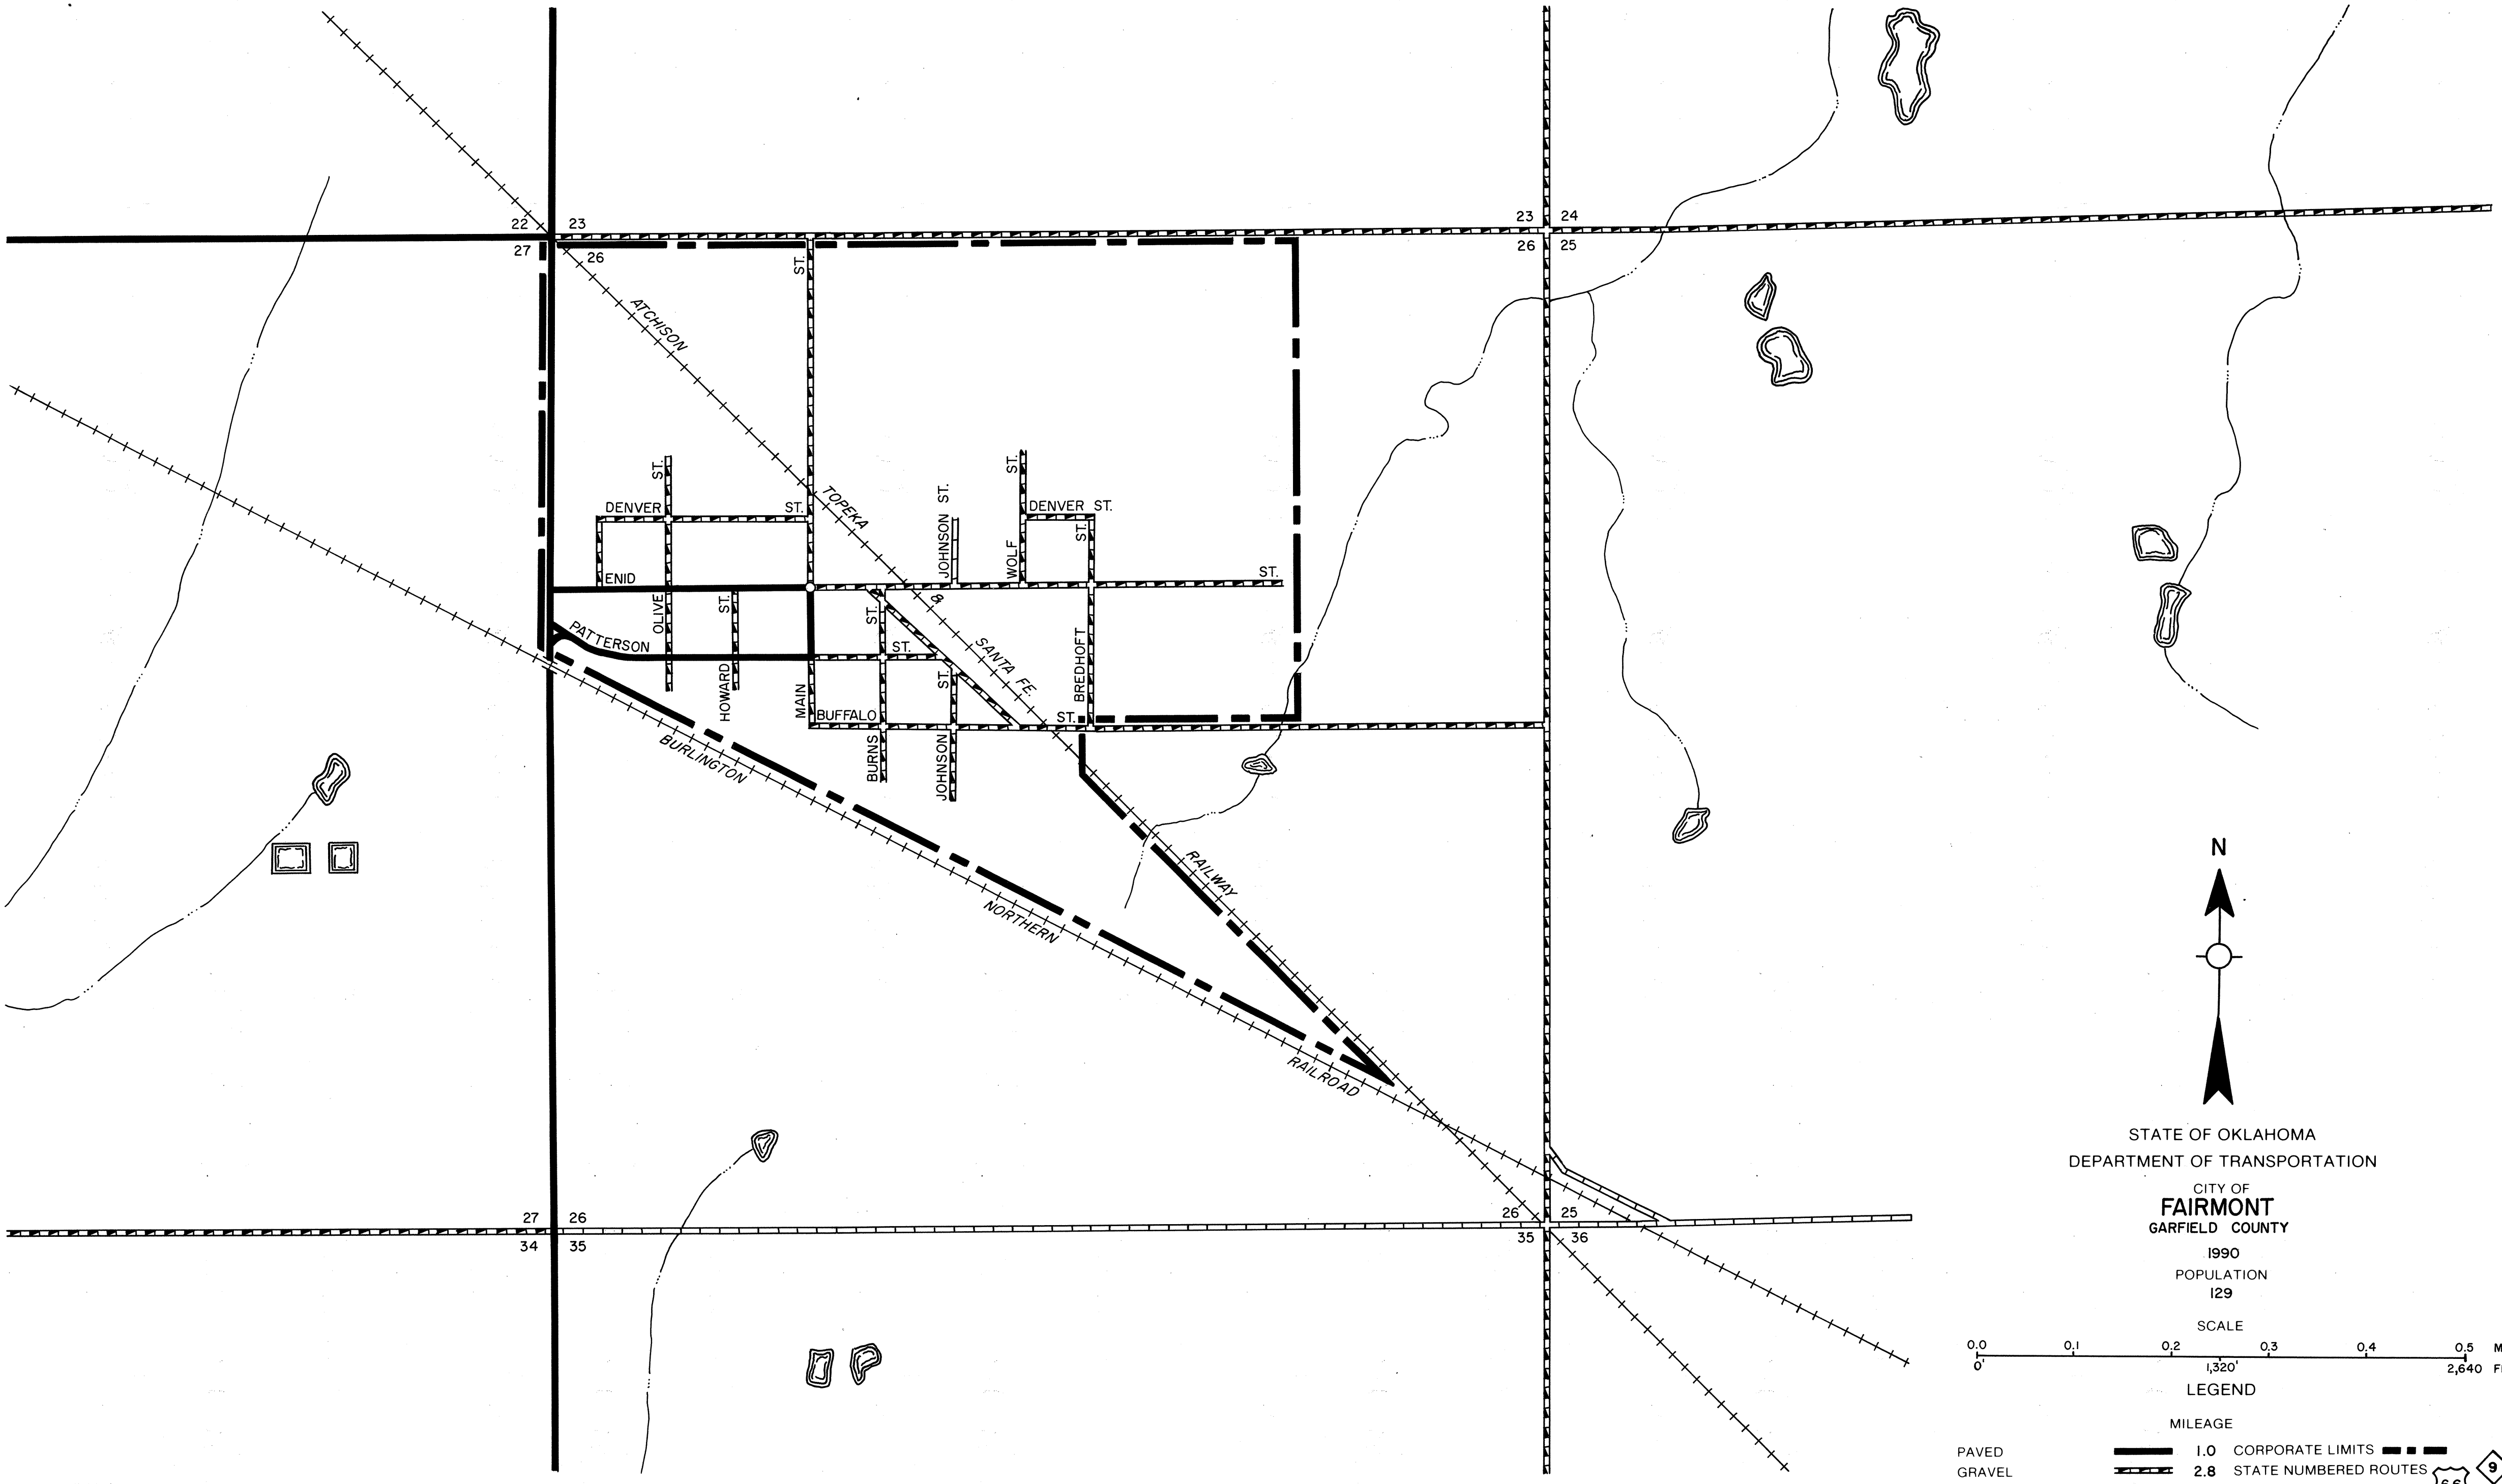 22 23
27 26
23 24
26 25
ST.
ATCHISON
ST.
DENVER ST.
TOPEKA
ST.
JOHNSON ST.
DENVER ST.
WOLF
ST.
ENID ST.
OLIVE
ST.
ST.
&
PATTERSON ST.
HOWARD
SANTA FE.
BREDHOFT
MAIN
ST.
BUFFALO ST.
BURNS
JOHNSON
BURLINGTON
RAILWAY
NORTHERN
RAILROAD
27 26
34 35
26 25
35 36
N
STATE OF OKLAHOMA
DEPARTMENT OF TRANSPORTATION
CITY OF
FAIRMONT
GARFIELD COUNTY
1990
POPULATION
129
SCALE
0.0 0.1 0.2 0.3 0.4 0.5 M
0' 1,320' 2,640
LEGEND
MILEAGE
PAVED 1.0 CORPORATE LIMITS
GRAVEL 2.8 STATE NUMBERED ROUTES 66 9